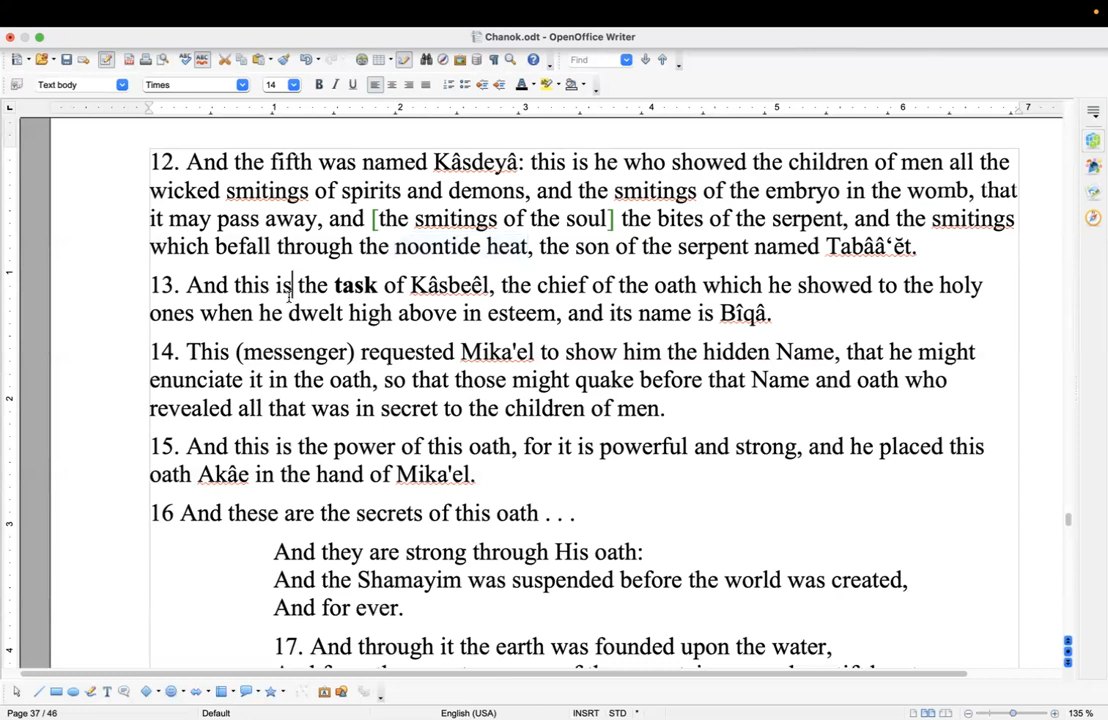 Chanok.odt - OpenOffice Writer
Find
Text body
Times
14
1 2 3 4 5 6 7
12. And the fifth was named Kâsdeyâ: this is he who showed the children of men all the
wicked smitings of spirits and demons, and the smitings of the embryo in the womb, that
it may pass away, and [the smitings of the soul] the bites of the serpent, and the smitings
which befall through the noontide heat, the son of the serpent named Tabââ‘ĕt.
13. And this is the task of Kâsbeêl, the chief of the oath which he showed to the holy
ones when he dwelt high above in esteem, and its name is Bîqâ.
14. This (messenger) requested Mika'el to show him the hidden Name, that he might
enunciate it in the oath, so that those might quake before that Name and oath who
revealed all that was in secret to the children of men.
15. And this is the power of this oath, for it is powerful and strong, and he placed this
oath Akâe in the hand of Mika'el.
16 And these are the secrets of this oath . . .
And they are strong through His oath:
And the Shamayim was suspended before the world was created,
And for ever.
17. And through it the earth was founded upon the water,
Page 37 / 46
Default
English (USA)
INSRT
STD
*
135 %